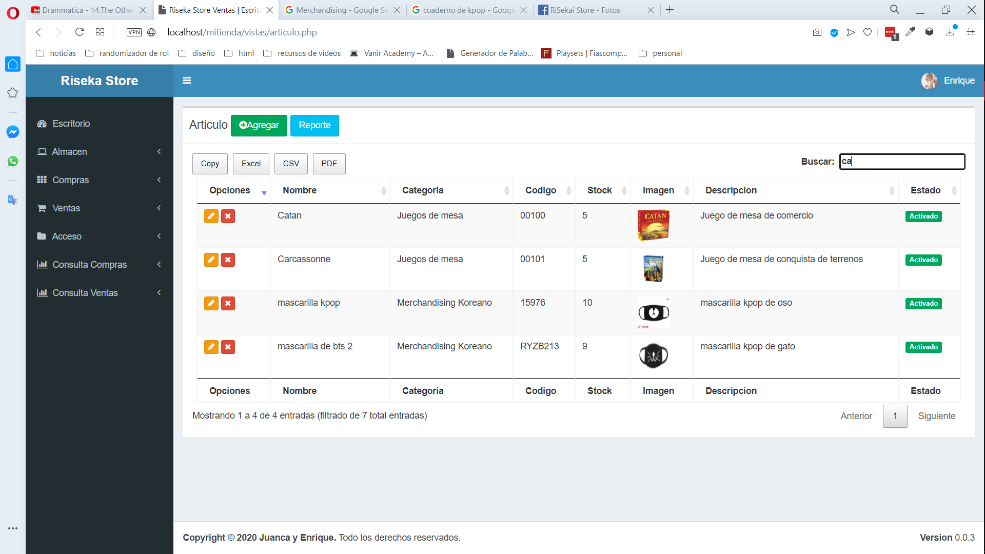 Drammatica - 14.The Other
Riseka Store Ventas | Escrit
Merchandising - Google Se
cuaderno de kpop - Googl
RiSekai Store - Fotos
VPN
localhost/mitienda/vistas/articulo.php
noticias
randomizador de rol
diseño
html
recursos de videos
Vanir Academy – A...
Generador de Palab...
Playsets | Fiascomp...
personal
Riseka Store
Enrique
Escritorio
Almacen
Compras
Ventas
Acceso
Consulta Compras
Consulta Ventas
Articulo Agregar Reporte
Copy Excel CSV PDF
Buscar: ca
Opciones Nombre Categoria Codigo Stock Imagen Descripcion Estado
Catan Juegos de mesa 00100 5 CATAN Juego de mesa de comercio Activado
Carcassonne Juegos de mesa 00101 5 Juego de mesa de conquista de terrenos Activado
mascarilla kpop Merchandising Koreano 15976 10 mascarilla kpop de oso Activado
mascarilla de bts 2 Merchandising Koreano RYZB213 9 mascarilla kpop de gato Activado
Opciones Nombre Categoria Codigo Stock Imagen Descripcion Estado
Mostrando 1 a 4 de 4 entradas (filtrado de 7 total entradas)
Anterior 1 Siguiente
Copyright © 2020 Juanca y Enrique. Todo los derechos reservados.
Version 0.0.3